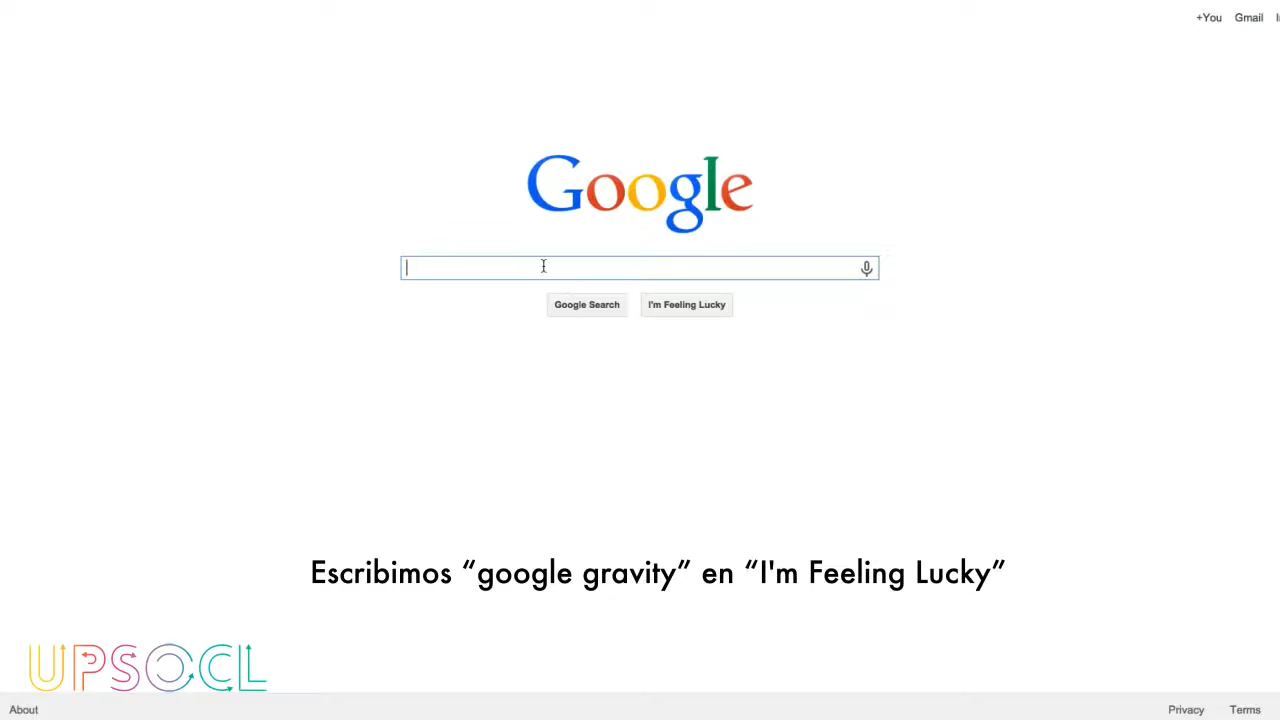 +You Gmail
Google
Google Search I'm Feeling Lucky
Escribimos “google gravity” en “I'm Feeling Lucky”
UPSOCL
About Privacy Terms